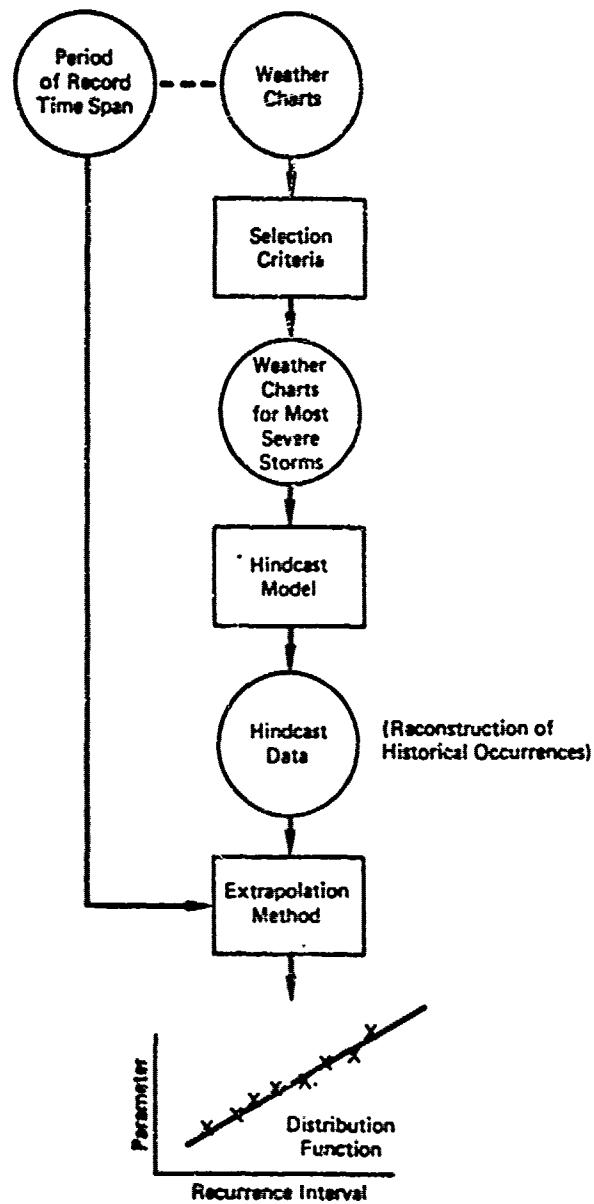 Period
of Record
Time Span
Weather
Charts
Selection
Criteria
Weather
Charts
for Most
Severe
Storms
Hindcast
Model
Hindcast
Data
(Raconstruction of
Historical Occurrences)
Extrapolation
Method
Parameter
Distribution
Function
Recurrence Interval